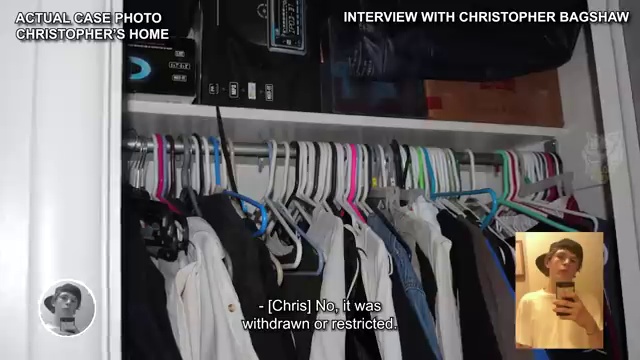 ACTUAL CASE PHOTO
CHRISTOPHER'S HOME
INTERVIEW WITH CHRISTOPHER BAGSHAW
- [Chris] No, it was
withdrawn or restricted.